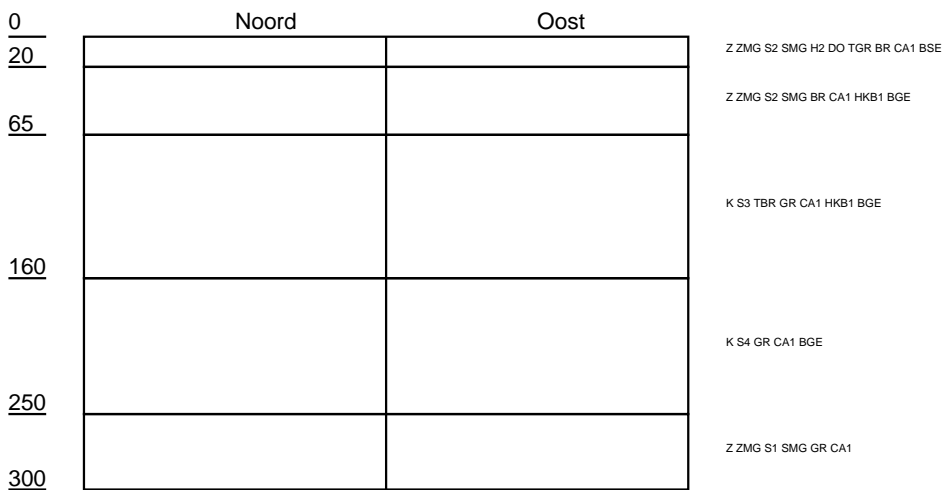 0 Noord Oost
Z ZMG S2 SMG H2 DO TGR BR CA1 BSE
20
Z ZMG S2 SMG BR CA1 HKB1 BGE
65
K S3 TBR GR CA1 HKB1 BGE
160
K S4 GR CA1 BGE
250
Z ZMG S1 SMG GR CA1
300